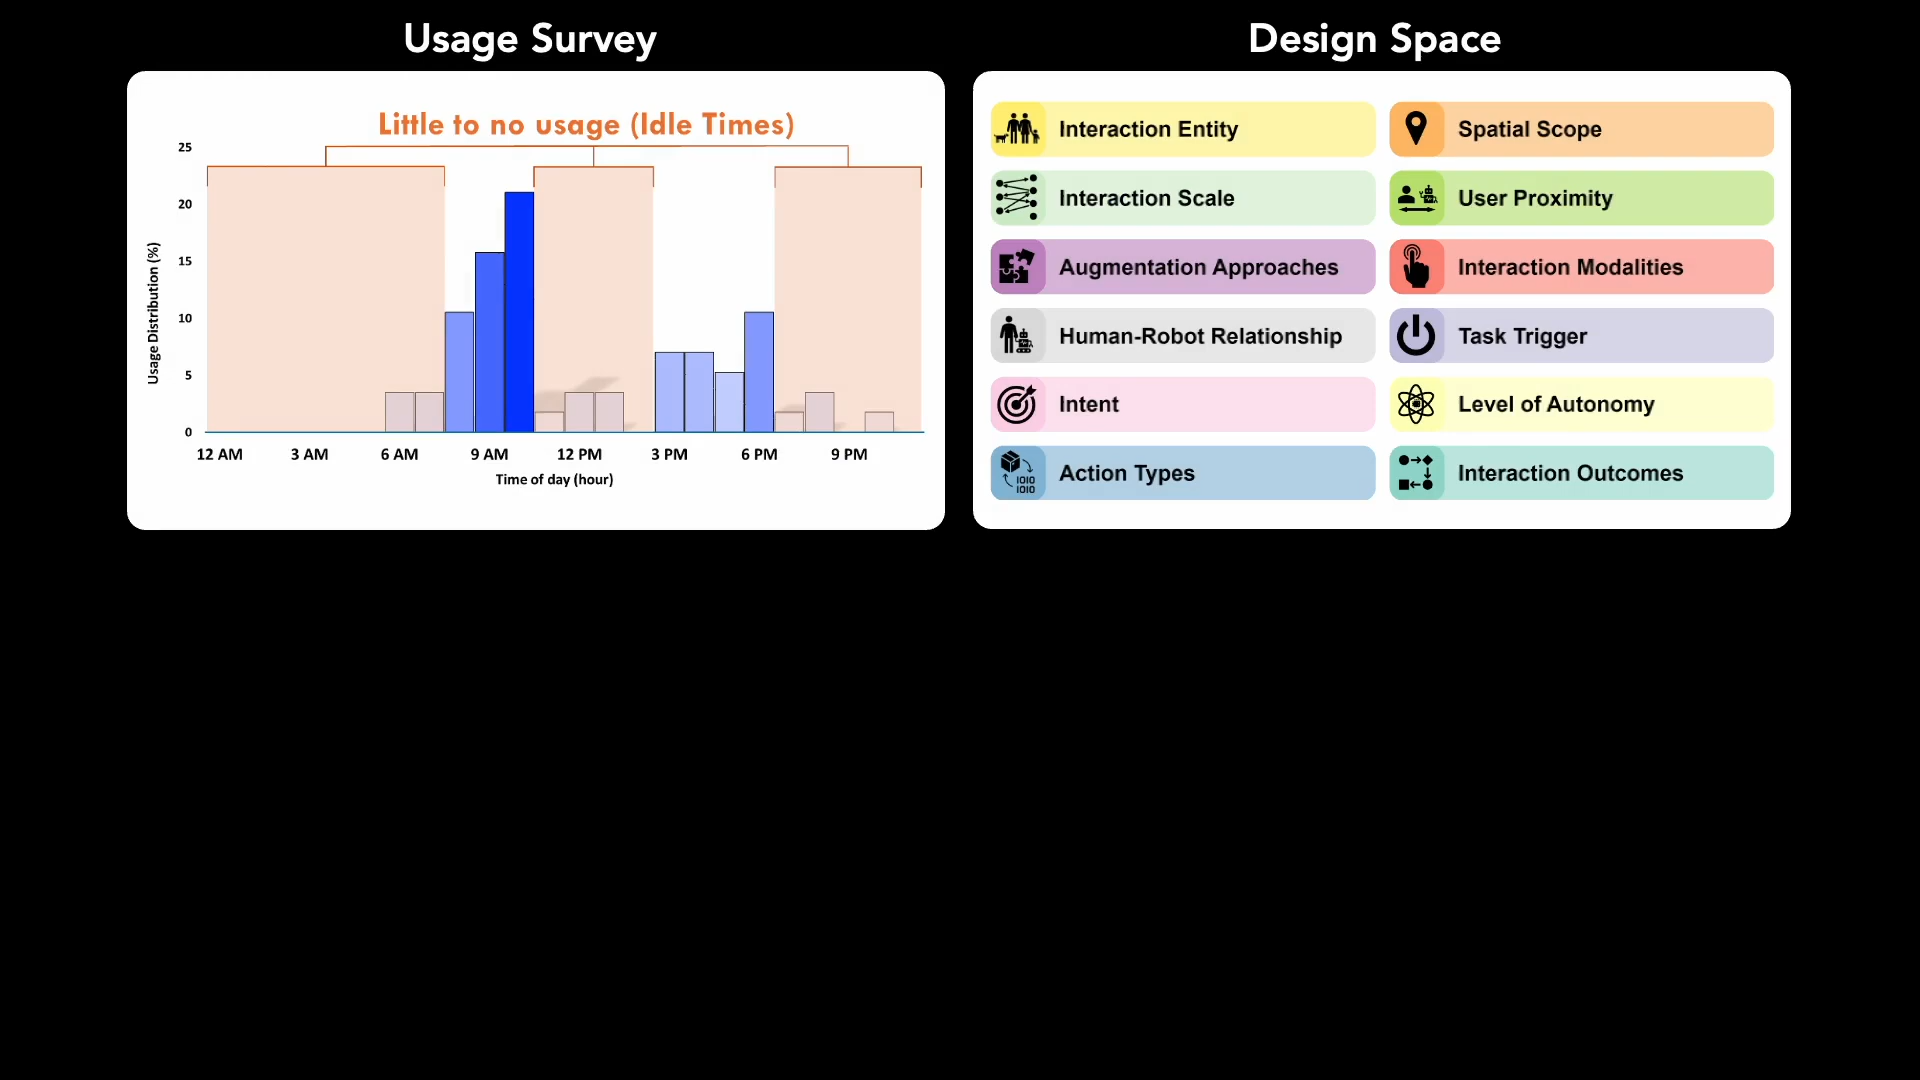 Usage Survey
Little to no usage (Idle Times)
25
20
15
10
5
0
Usage Distribution (%)
12 AM 3 AM 6 AM 9 AM 12 PM 3 PM 6 PM 9 PM
Time of day (hour)
Design Space
Interaction Entity
Spatial Scope
Interaction Scale
User Proximity
Augmentation Approaches
Interaction Modalities
Human-Robot Relationship
Task Trigger
Intent
Level of Autonomy
Action Types
Interaction Outcomes
1010
1010